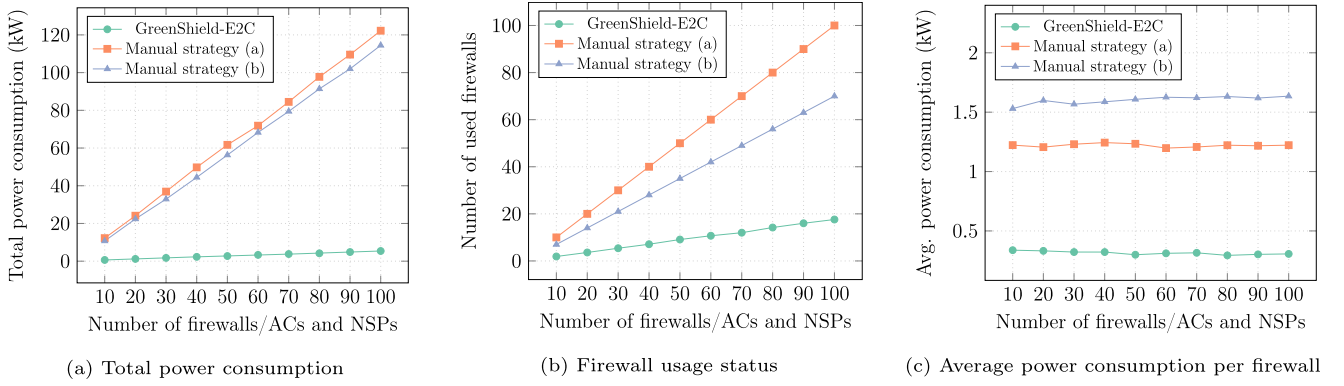 Total power consumption (kW)
120
100
80
60
40
20
0
GreenShield-E2C
Manual strategy (a)
Manual strategy (b)
10 20 30 40 50 60 70 80 90 100
Number of firewalls/ACs and NSPs
(a) Total power consumption
Number of used firewalls
100
80
60
40
20
0
GreenShield-E2C
Manual strategy (a)
Manual strategy (b)
10 20 30 40 50 60 70 80 90 100
Number of firewalls/ACs and NSPs
(b) Firewall usage status
Avg. power consumption (kW)
2
1.5
1
0.5
GreenShield-E2C
Manual strategy (a)
Manual strategy (b)
10 20 30 40 50 60 70 80 90 100
Number of firewalls/ACs and NSPs
(c) Average power consumption per firewall